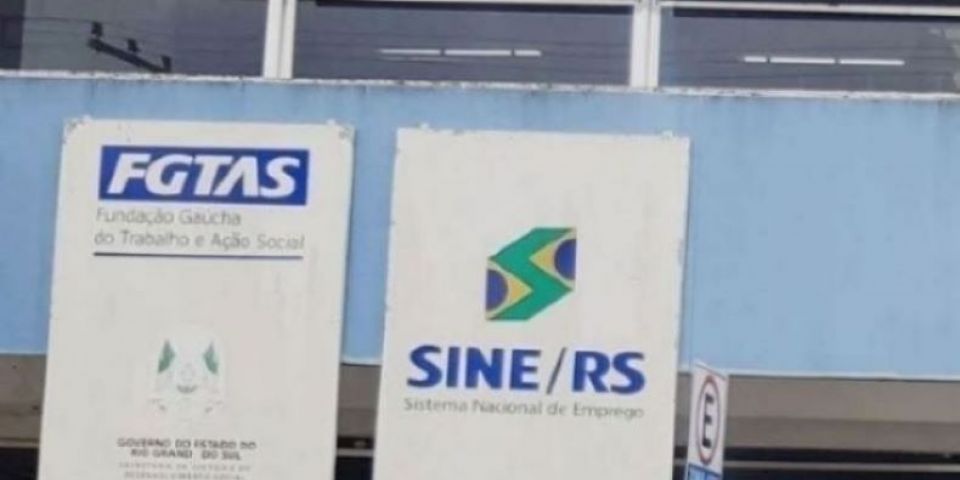 FGTAS
Fundação Gaúcha
do Trabalho e Ação Social
GOVERNO DO ESTADO DO
RIO GRANDE DO SUL
SINE/RS
Sistema Nacional de Emprego
E